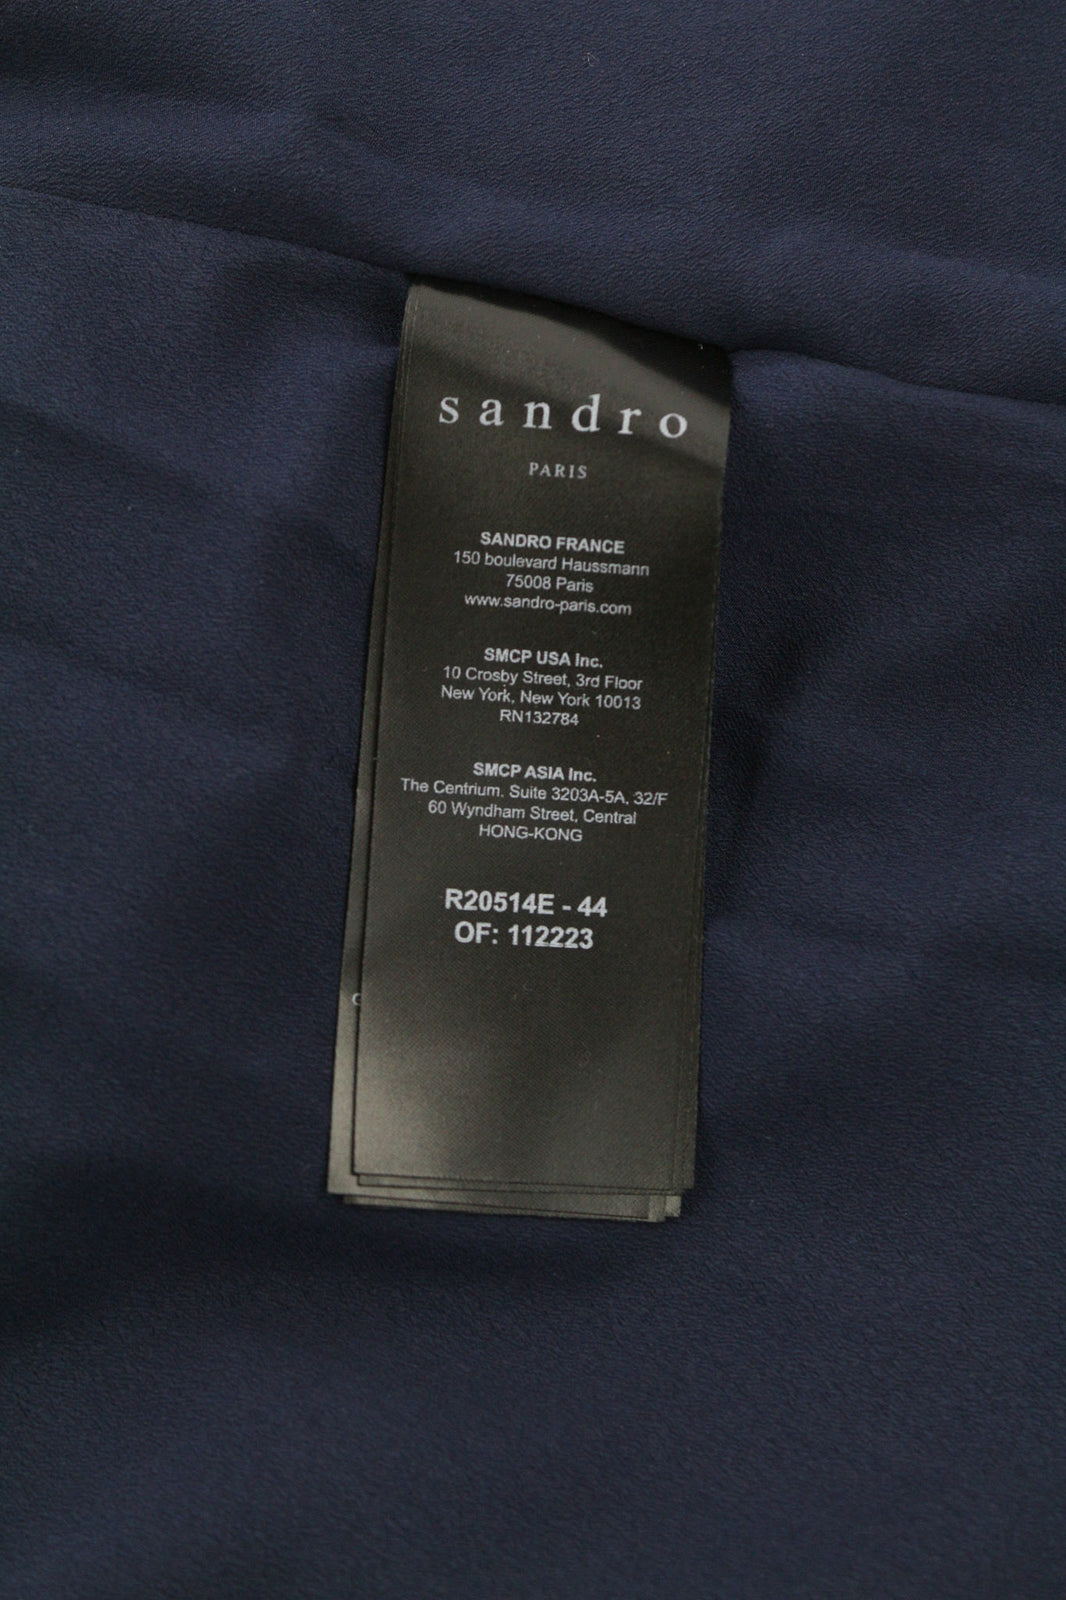 sandro
PARIS
SANDRO FRANCE
150 boulevard Haussmann
75008 Paris
www.sandro-paris.com
SMCP USA Inc.
10 Crosby Street, 3rd Floor
New York, New York 10013
RN132784
SMCP ASIA Inc.
The Centrium. Suite 3203A-5A, 32/F
60 Wyndham Street, Central
HONG-KONG
R20514E - 44
OF: 112223